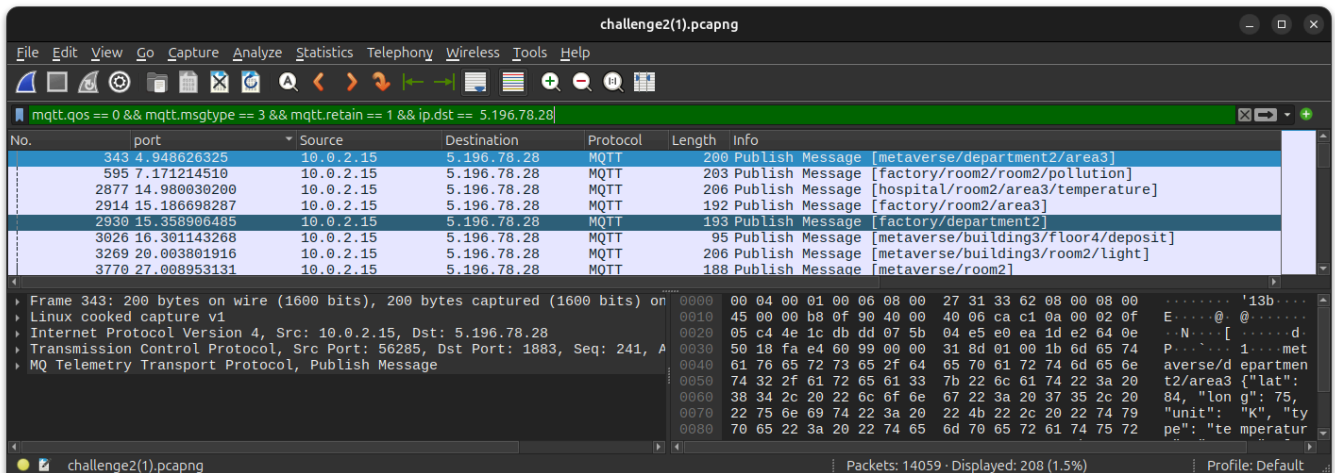 challenge2(1).pcapng
File Edit View Go Capture Analyze Statistics Telephony Wireless Tools Help
mqtt.qos == 0 && mqtt.msgtype == 3 && mqtt.retain == 1 && ip.dst == 5.196.78.28
No. port Source Destination Protocol Length Info
343 4.948626325 10.0.2.15 5.196.78.28 MQTT 200 Publish Message [metaverse/department2/area3]
595 7.171214510 10.0.2.15 5.196.78.28 MQTT 203 Publish Message [factory/room2/room2/pollution]
2877 14.980030200 10.0.2.15 5.196.78.28 MQTT 206 Publish Message [hospital/room2/area3/temperature]
2914 15.186698287 10.0.2.15 5.196.78.28 MQTT 192 Publish Message [factory/room2/area3]
2930 15.358906485 10.0.2.15 5.196.78.28 MQTT 193 Publish Message [factory/department2]
3026 16.301143268 10.0.2.15 5.196.78.28 MQTT 95 Publish Message [metaverse/building3/floor4/deposit]
3269 20.003801916 10.0.2.15 5.196.78.28 MQTT 206 Publish Message [metaverse/building3/room2/light]
3770 27.008953131 10.0.2.15 5.196.78.28 MQTT 188 Publish Message [metaverse/room2]
Frame 343: 200 bytes on wire (1600 bits), 200 bytes captured (1600 bits) on
Linux cooked capture v1
Internet Protocol Version 4, Src: 10.0.2.15, Dst: 5.196.78.28
Transmission Control Protocol, Src Port: 56285, Dst Port: 1883, Seq: 241, A
MQ Telemetry Transport Protocol, Publish Message
0000 00 04 00 01 00 06 08 00 27 31 33 62 08 00 08 00 ········ '13b····
0010 45 00 00 b8 0f 90 40 00 40 06 ca c1 0a 00 02 0f E·····@· @·······
0020 05 c4 4e 1c db dd 07 5b 04 e5 e0 ea 1d e2 64 0e ··N····[ ······d·
0030 50 18 fa e4 60 99 00 00 31 8d 01 00 1b 6d 65 74 P···`··· 1····met
0040 61 76 65 72 73 65 2f 64 65 70 61 72 74 6d 65 6e averse/d epartmen
0050 74 32 2f 61 72 65 61 33 7b 22 6c 61 74 22 3a 20 t2/area3 {"lat":
0060 38 34 2c 20 22 6c 6f 6e 67 22 3a 20 37 35 2c 20 84, "lon g": 75,
0070 22 75 6e 69 74 22 3a 20 22 4b 22 2c 20 22 74 79 "unit": "K", "ty
0080 70 65 22 3a 20 22 74 65 6d 70 65 72 61 74 75 72 pe": "te mperatur
challenge2(1).pcapng Packets: 14059 · Displayed: 208 (1.5%) Profile: Default